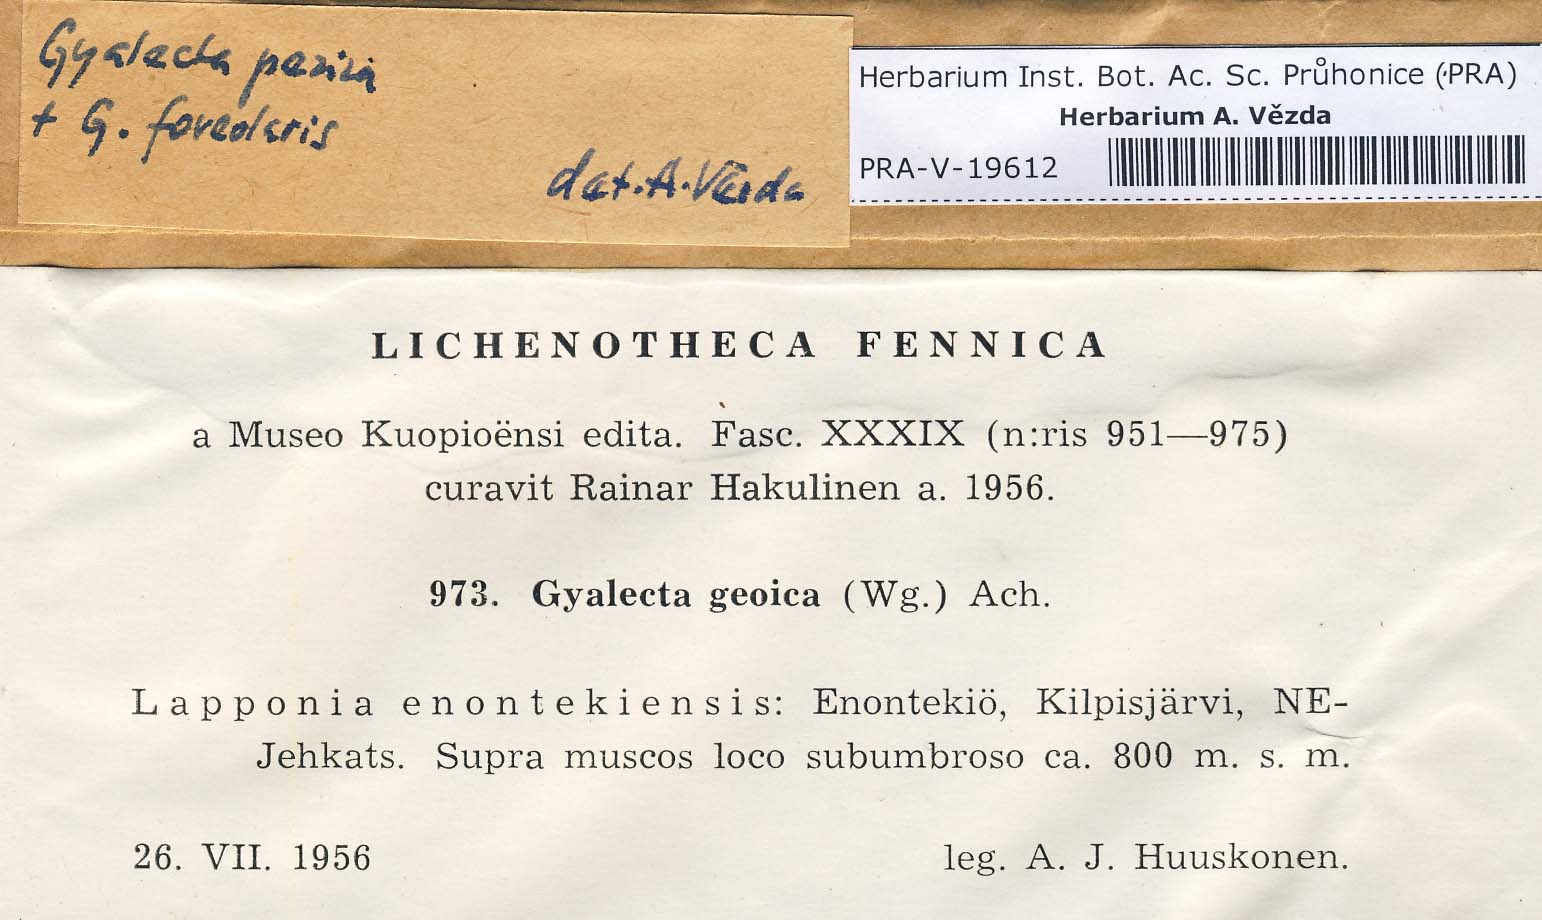 Gyalecta peziza
+ G. foveolaris
det. A. Vězda
Herbarium Inst. Bot. Ac. Sc. Průhonice (PRA)
Herbarium A. Vězda
PRA-V-19612
LICHENOTHECA FENNICA
a Museo Kuopioënsi edita. Fasc. XXXIX (n:ris 951—975)
curavit Rainar Hakulinen a. 1956.
973. Gyalecta geoica (Wg.) Ach.
Lapponia enontekiensis: Enontekiö, Kilpisjärvi, NE-
Jehkats. Supra muscos loco subumbroso ca. 800 m. s. m.
26. VII. 1956 leg. A. J. Huuskonen.